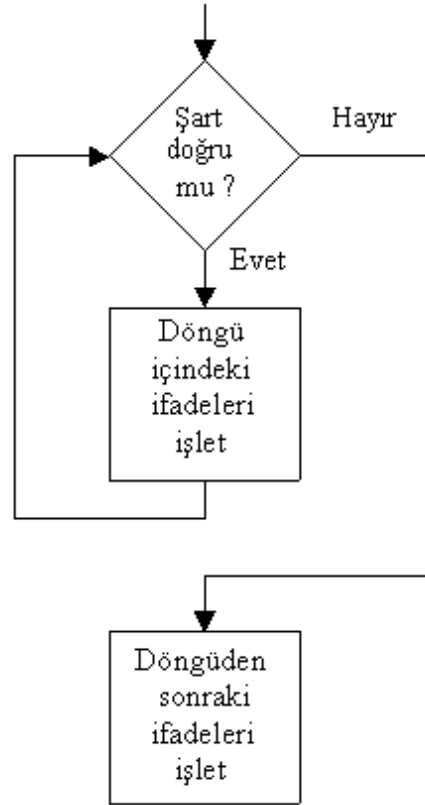 Şart
doğru
mu ?
Hayır
Evet
Döngü
içindeki
ifadeleri
işlet
Döngüden
sonraki
ifadeleri
işlet